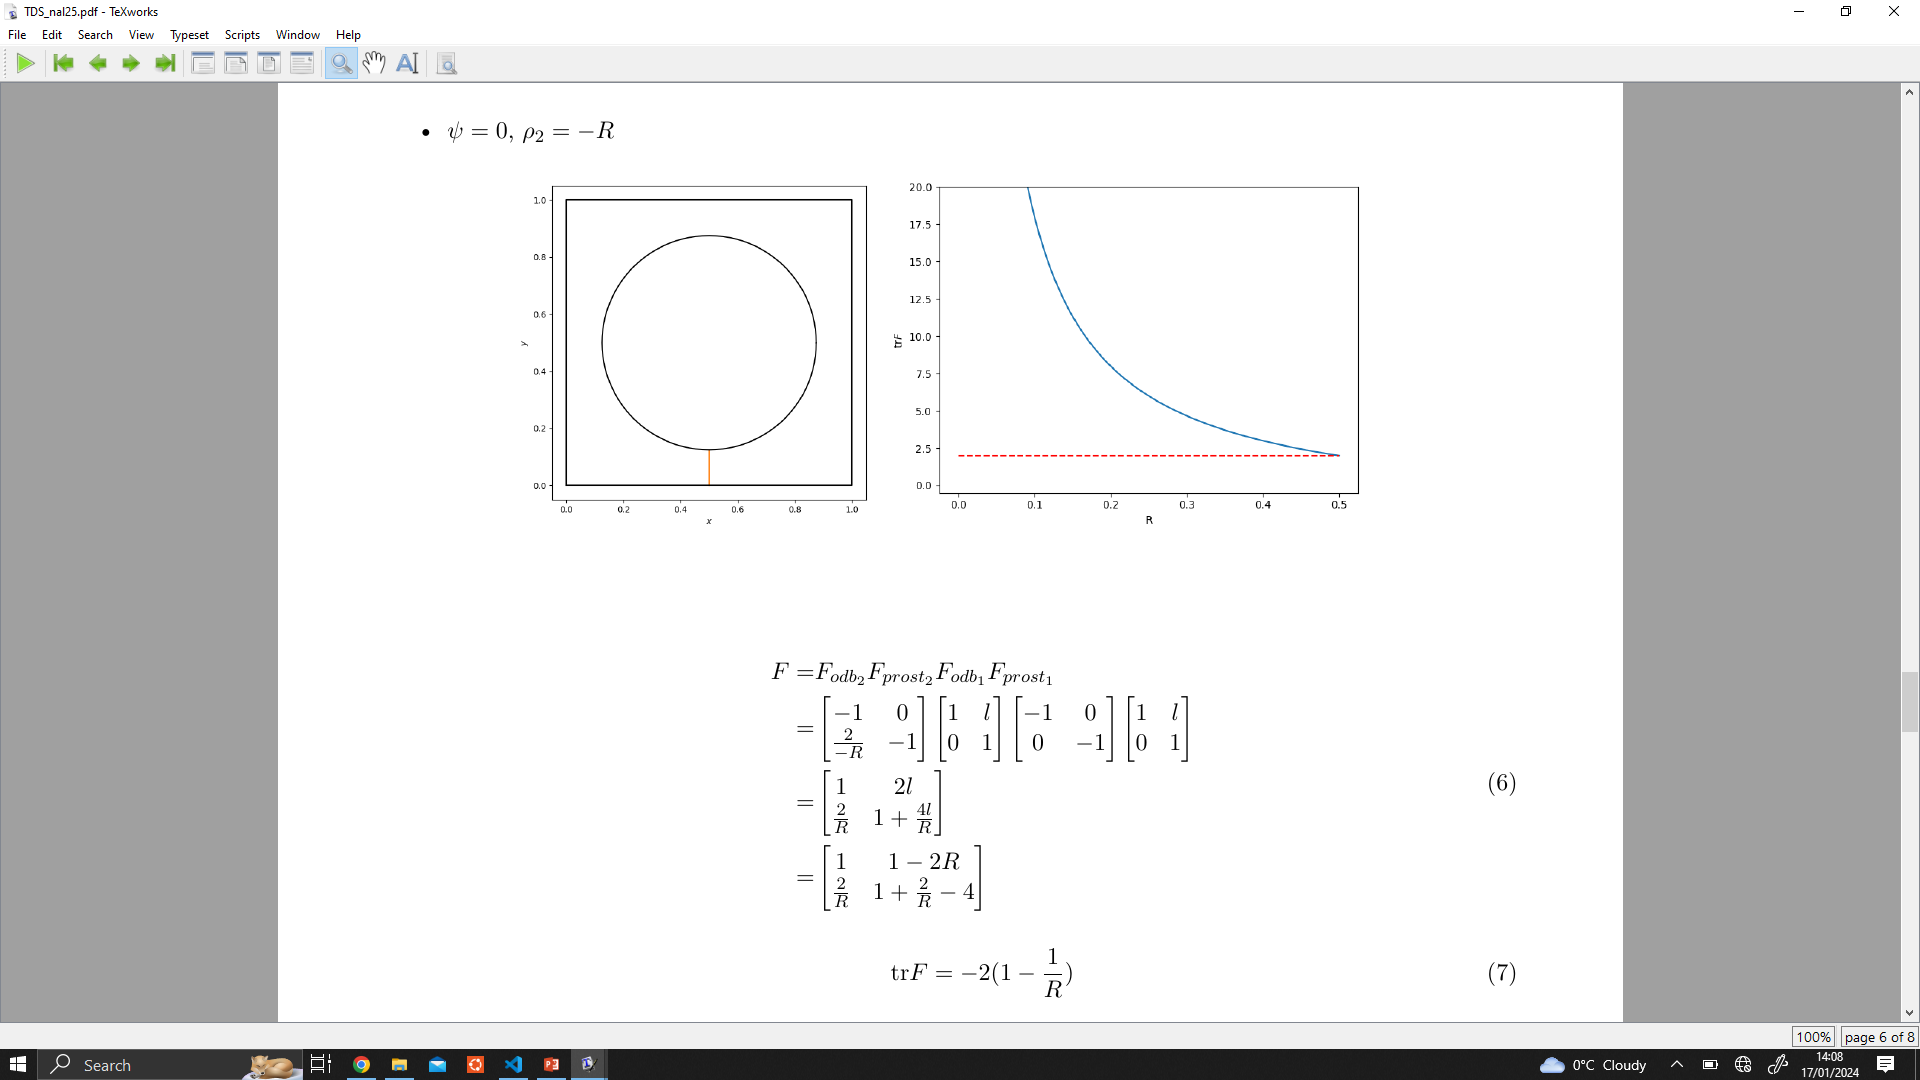 TDS_nal25.pdf - TeXworks
File Edit Search View Typeset Scripts Window Help
• ψ = 0, ρ₂ = −R
1.0
0.8
0.6
0.4
0.2
0.0
y
0.0 0.2 0.4 0.6 0.8 1.0
x
20.0
17.5
15.0
12.5
10.0
7.5
5.0
2.5
0.0
trF
0.0 0.1 0.2 0.3 0.4 0.5
R
F = F_{odb₂} F_{prost₂} F_{odb₁} F_{prost₁}
= [−1 0; 2/−R −1] [1 l; 0 1] [−1 0; 0 −1] [1 l; 0 1]
= [1 2l; 2/R 1 + 4l/R]
(6)
= [1 1 − 2R; 2/R 1 + 2/R − 4]
trF = −2(1 − 1/R) (7)
100% page 6 of 8
Search
0°C Cloudy
14:08
17/01/2024